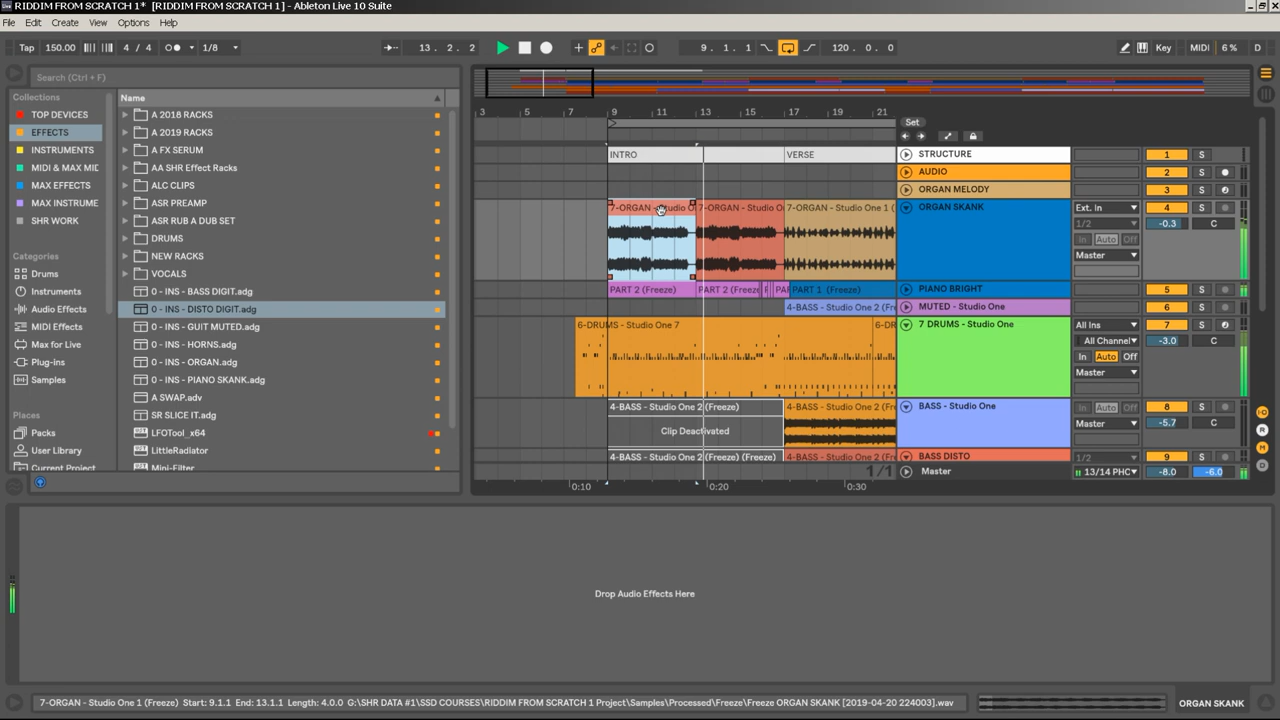 RIDDIM FROM SCRATCH 1* [RIDDIM FROM SCRATCH 1] - Ableton Live 10 Suite
File Edit Create View Options Help
Tap 150.00 4 / 4 1/8 13 . 2 . 2 9 . 1 . 1 120 . 0 . 0 Key MIDI 6 % D
Search (Ctrl + F)
Collections
TOP DEVICES
EFFECTS
INSTRUMENTS
MIDI & MAX MID
MAX EFFECTS
MAX INSTRUME
SHR WORK
Categories
Drums
Instruments
Audio Effects
MIDI Effects
Max for Live
Plug-ins
Samples
Places
Packs
User Library
Current Project
Name
A 2018 RACKS
A 2019 RACKS
A FX SERUM
AA SHR Effect Racks
ALC CLIPS
ASR PREAMP
ASR RUB A DUB SET
DRUMS
NEW RACKS
VOCALS
0 - INS - BASS DIGIT.adg
0 - INS - DISTO DIGIT.adg
0 - INS - GUIT MUTED.adg
0 - INS - HORNS.adg
0 - INS - ORGAN.adg
0 - INS - PIANO SKANK.adg
A SWAP.adv
SR SLICE IT.adg
LFOTool_x64
LittleRadiator
Mini-Filter
3 5 7 9 11 13 15 17 19 21
Set
INTRO VERSE STRUCTURE 1 S
AUDIO 2 S
ORGAN MELODY 3
7-ORGAN - Studio O 7-ORGAN - Studio O 7-ORGAN - Studio 1 ( ORGAN SKANK Ext. In 4 S
1/2 -0.3 C
In Auto Off
Master
PART 2 (Freeze) PART 2 (Freeze PAR PART 1 (Freeze) PIANO BRIGHT 5 S
4-BASS - Studio One 2 (Fre MUTED - Studio One 6 S
6-DRUMS - Studio One 7 6-DR 7 DRUMS - Studio One All Ins 7
All Channel -3.0 C
In Auto Off
Master
4-BASS - Studio One 2 (Freeze) 4-BASS - Studio One 2 (Fre BASS - Studio One In Auto Off 8 S
Clip Deactivated Master -5.7 C
4-BASS - Studio One 2 (Freeze) (Freeze) 4-BASS - Studio One 2 (Fre BASS DISTO 1/2 9 S
1/1 Master 13/14 PHC -8.0 -6.0
0:10 0:20 0:30
Drop Audio Effects Here
7-ORGAN - Studio One 1 (Freeze) Start: 9.1.1 End: 13.1.1 Length: 4.0.0 G:\SHR DATA #1\SSD COURSES\RIDDIM FROM SCRATCH 1 Project\Samples\Processed\Freeze\Freeze ORGAN SKANK [2019-04-20 224003].wav
ORGAN SKANK